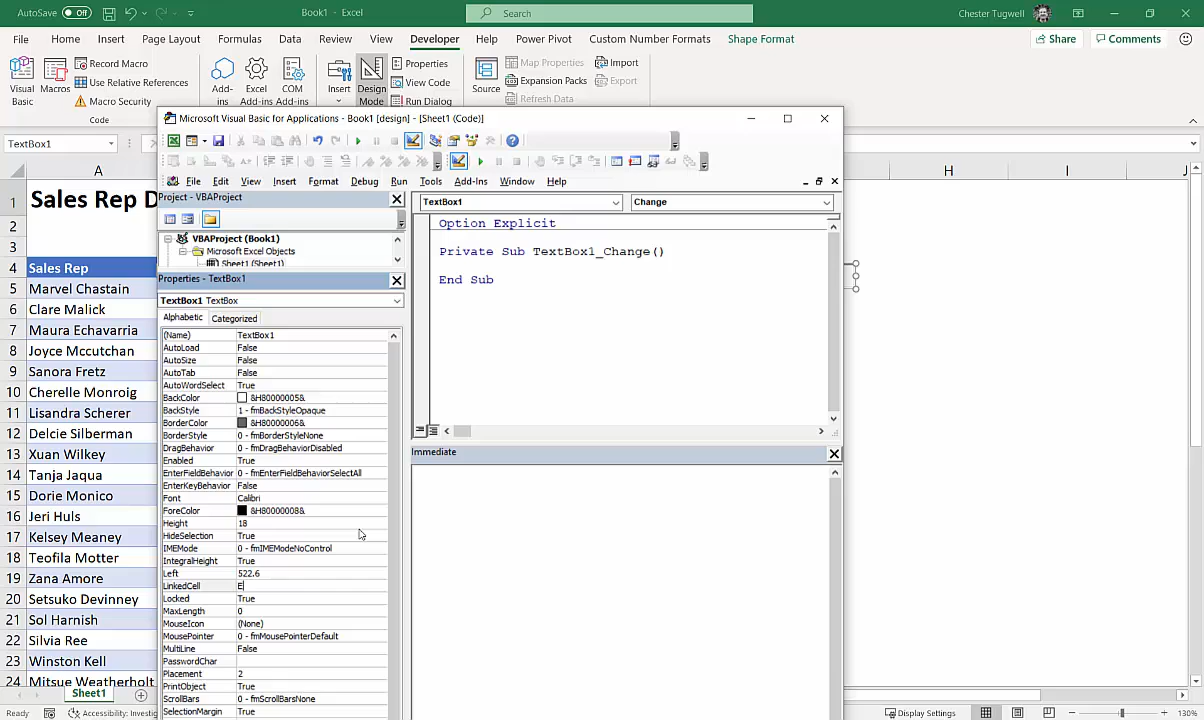 AutoSave Off Book1 - Excel Search Chester Tugwell
File Home Insert Page Layout Formulas Data Review View Developer Help Power Pivot Custom Number Formats Shape Format Share Comments
Visual Basic
Macros
Record Macro
Use Relative References
Macro Security
Code
Add-ins
Excel Add-ins
COM Add-ins
Insert
Design Mode
Properties
View Code
Run Dialog
Source
Map Properties
Expansion Packs
Refresh Data
Import
Export
TextBox1
Microsoft Visual Basic for Applications - Book1 [design] - [Sheet1 (Code)]
File Edit View Insert Format Debug Run Tools Add-Ins Window Help
Project - VBAProject
VBAProject (Book1)
Microsoft Excel Objects
Sheet1 (Sheet1)
Properties - TextBox1
TextBox1 TextBox
Alphabetic Categorized
(Name) TextBox1
AutoLoad False
AutoSize False
AutoTab False
AutoWordSelect True
BackColor &H80000005&
BackStyle 1 - fmBackStyleOpaque
BorderColor &H80000006&
BorderStyle 0 - fmBorderStyleNone
DragBehavior 0 - fmDragBehaviorDisabled
Enabled True
EnterFieldBehavior 0 - fmEnterFieldBehaviorSelectAll
EnterKeyBehavior False
Font Calibri
ForeColor &H80000008&
Height 18
HideSelection True
IMEMode 0 - fmIMEModeNoControl
IntegralHeight True
Left 522.6
LinkedCell E
Locked True
MaxLength 0
MouseIcon (None)
MousePointer 0 - fmMousePointerDefault
MultiLine False
PasswordChar
Placement 2
PrintObject True
ScrollBars 0 - fmScrollBarsNone
SelectionMargin True
TextBox1 Change
Option Explicit
Private Sub TextBox1_Change()
End Sub
Immediate
A H I J
1 Sales Rep D
2
3
4 Sales Rep
5 Marvel Chastain
6 Clare Malick
7 Maura Echavarria
8 Joyce Mccutchan
9 Sanora Fretz
10 Cherelle Monroig
11 Lisandra Scherer
12 Delcie Silberman
13 Xuan Wilkey
14 Tanja Jaqua
15 Dorie Monico
16 Jeri Huls
17 Kelsey Meaney
18 Teofila Motter
19 Zana Amore
20 Setsuko Devinney
21 Sol Harnish
22 Silvia Ree
23 Winston Kell
24 Mitsue Weatherholt
Sheet1
Ready Accessibility: Investig Display Settings 130%